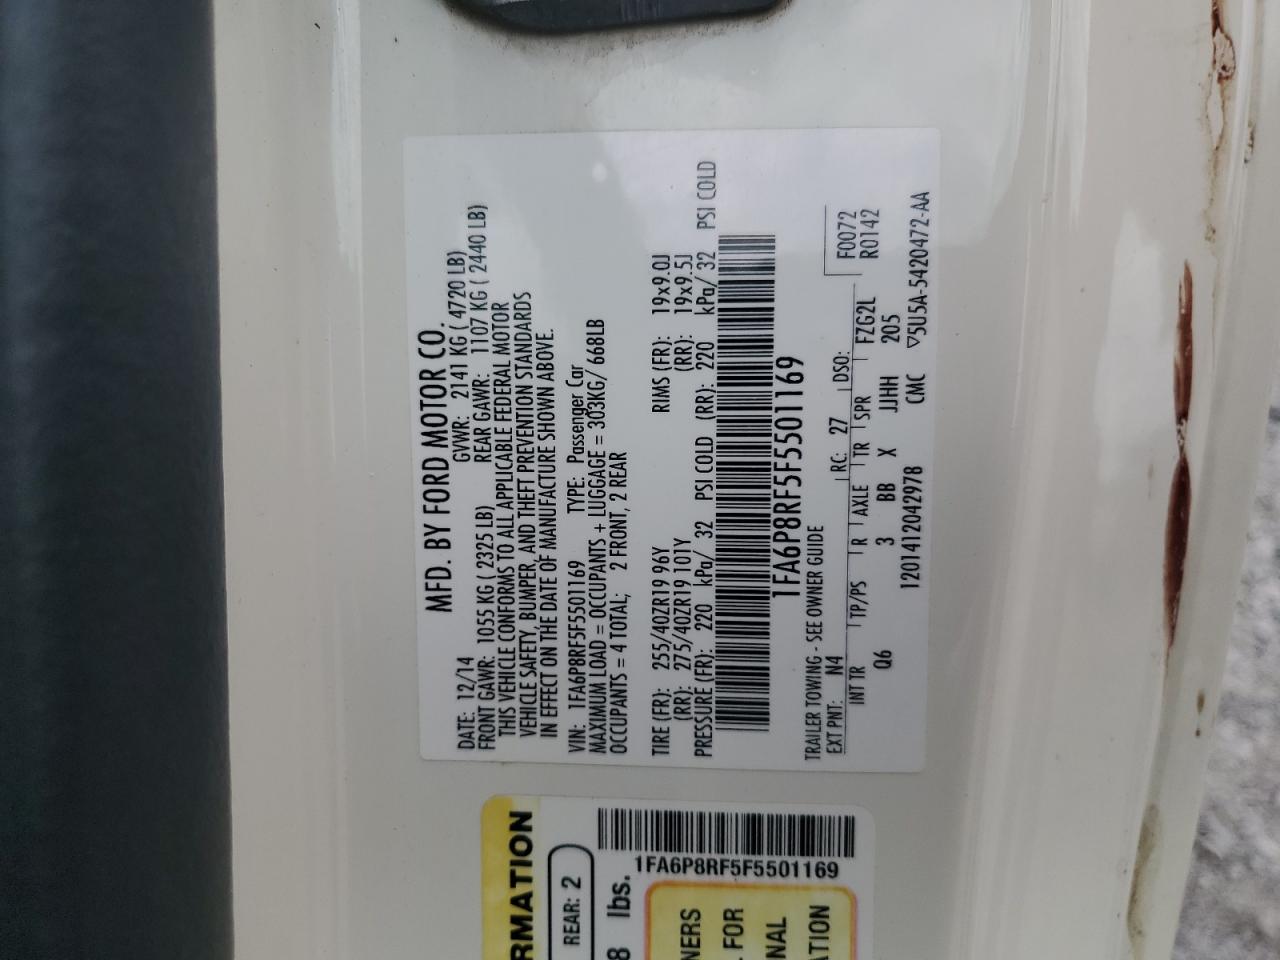 MFD. BY FORD MOTOR CO.
DATE: 12/14 GVWR: 2141 KG ( 4720 LB)
FRONT GAWR: 1055 KG ( 2325 LB) REAR GAWR: 1107 KG ( 2440 LB)
THIS VEHICLE CONFORMS TO ALL APPLICABLE FEDERAL MOTOR
VEHICLE SAFETY, BUMPER, AND THEFT PREVENTION STANDARDS
IN EFFECT ON THE DATE OF MANUFACTURE SHOWN ABOVE.
VIN: 1FA6P8RF5F5501169 TYPE: Passenger Car
MAXIMUM LOAD = OCCUPANTS + LUGGAGE = 303KG/ 668LB
OCCUPANTS = 4 TOTAL; 2 FRONT, 2 REAR
TIRE (FR): 255/40ZR19 96Y RIMS (FR): 19x9.0J
(RR): 275/40ZR19 101Y (RR): 19x9.5J
PRESSURE (FR): 220 kPa/ 32 PSI COLD (RR): 220 kPa/ 32 PSI COLD
1FA6P8RF5F5501169
TRAILER TOWING - SEE OWNER GUIDE
EXT PNT: N4 RC: 27 DSO: F0072
INT TR TP/PS R AXLE TR SPR FZG2L R0142
Q6 3 BB X JJHH 205
1201412042978 CMC ▽5U5A-5420472-AA
RMATION
REAR: 2
8 lbs.
1FA6P8RF5F5501169
NERS
FOR
NAL
ATION